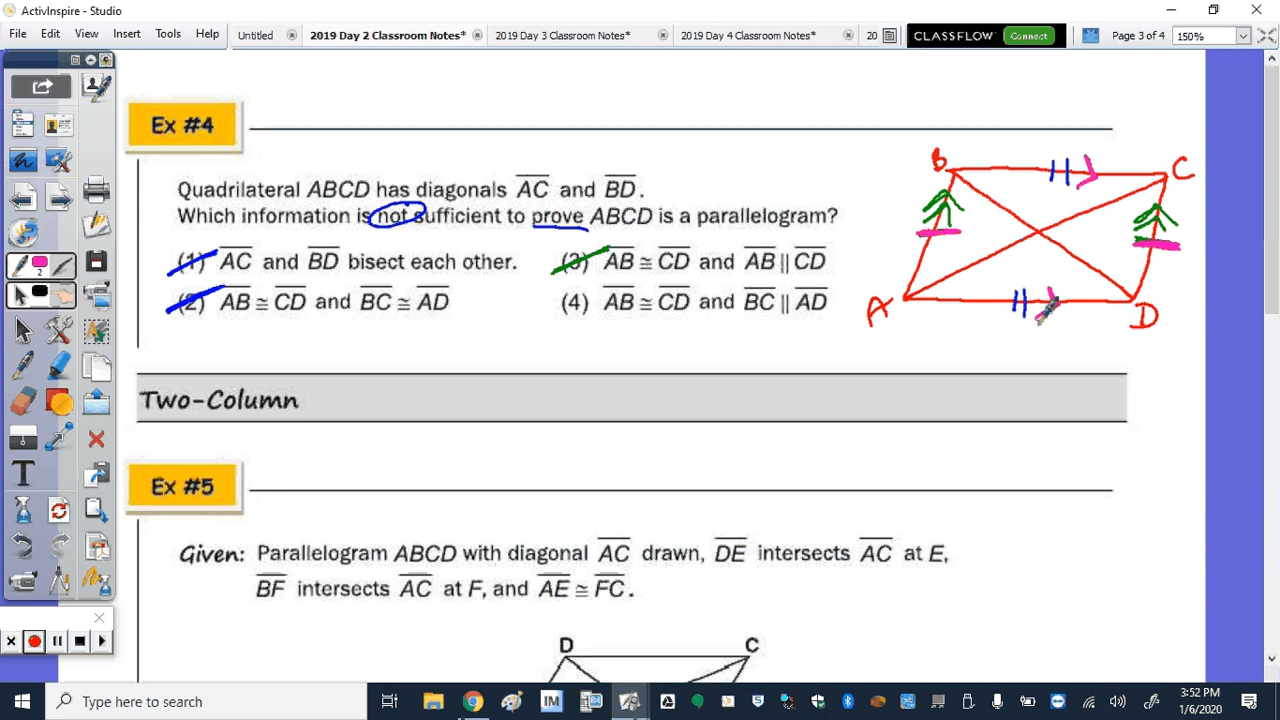 ActivInspire - Studio
File Edit View Insert Tools Help Untitled 2019 Day 2 Classroom Notes* 2019 Day 3 Classroom Notes* 2019 Day 4 Classroom Notes* 20 CLASSFLOW Connect Page 3 of 4 150%
Ex #4
Quadrilateral ABCD has diagonals AC and BD.
Which information is not sufficient to prove ABCD is a parallelogram?
(1) AC and BD bisect each other. (3) AB ≅ CD and AB || CD
(2) AB ≅ CD and BC ≅ AD (4) AB ≅ CD and BC || AD
B C
A D
2
Two-Column
Ex #5
Given: Parallelogram ABCD with diagonal AC drawn, DE intersects AC at E,
BF intersects AC at F, and AE ≅ FC.
D C
T
Type here to search
IM
3:52 PM
1/6/2020